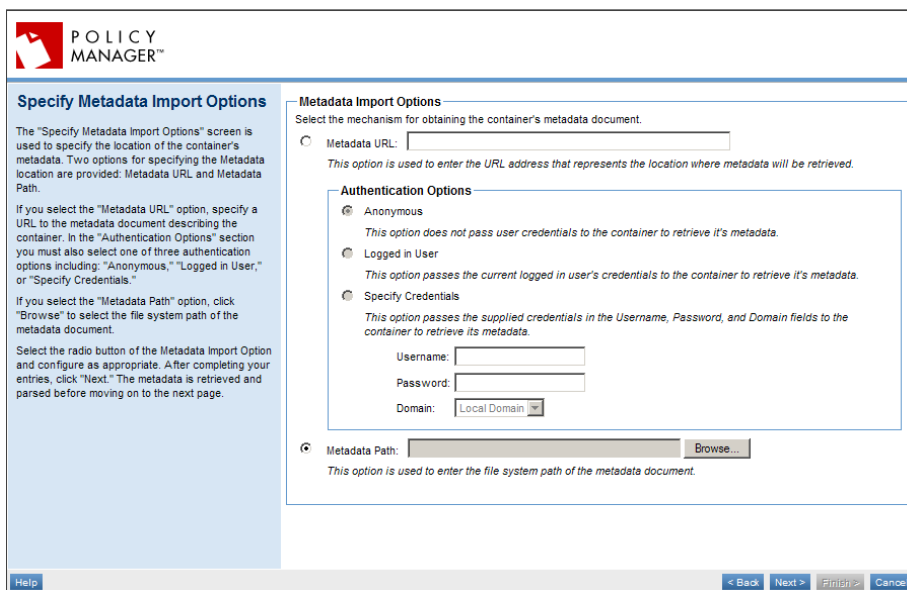 POLICY
MANAGER™
Specify Metadata Import Options
The "Specify Metadata Import Options" screen is
used to specify the location of the container's
metadata. Two options for specifying the Metadata
location are provided: Metadata URL and Metadata
Path.
If you select the "Metadata URL" option, specify a
URL to the metadata document describing the
container. In the "Authentication Options" section
you must also select one of three authentication
options including: "Anonymous," "Logged in User,"
or "Specify Credentials."
If you select the "Metadata Path" option, click
"Browse" to select the file system path of the
metadata document.
Select the radio button of the Metadata Import Option
and configure as appropriate. After completing your
entries, click "Next." The metadata is retrieved and
parsed before moving on to the next page.
Metadata Import Options
Select the mechanism for obtaining the container's metadata document.
Metadata URL:
This option is used to enter the URL address that represents the location where metadata will be retrieved.
Authentication Options
Anonymous
This option does not pass user credentials to the container to retrieve it's metadata.
Logged in User
This option passes the current logged in user's credentials to the container to retrieve it's metadata.
Specify Credentials
This option passes the supplied credentials in the Username, Password, and Domain fields to the
container to retrieve its metadata.
Username:
Password:
Domain: Local Domain
Metadata Path: Browse...
This option is used to enter the file system path of the metadata document.
Help < Back Next > Finish > Cancel